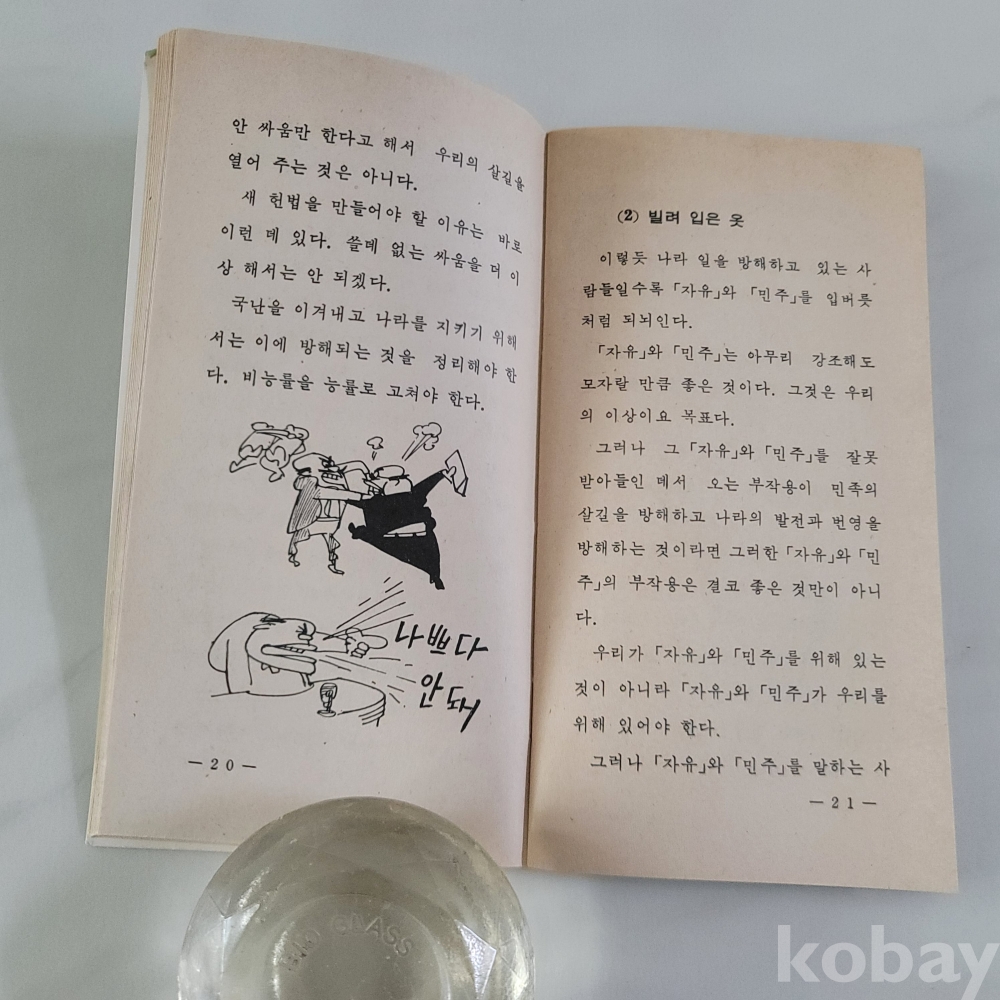 안 싸움만 한다고 해서 우리의 살길을
열어 주는 것은 아니다.
새 헌법을 만들어야 할 이유는 바로
이런 데 있다. 쓸데 없는 싸움을 더 이
상 해서는 안 되겠다.
국난을 이겨내고 나라를 지키기 위해
서는 이에 방해되는 것을 정리해야 한
다. 비능률을 능률로 고쳐야 한다.
나쁘다
안돼
— 20 —
(2) 빌려 입은 옷
이렇듯 나라 일을 방해하고 있는 사
람들일수록 「자유」와 「민주」를 입버릇
처럼 되뇌인다.
「자유」와 「민주」는 아무리 강조해도
모자랄 만큼 좋은 것이다. 그것은 우리
의 이상이요 목표다.
그러나 그 「자유」와 「민주」를 잘못
받아들인 데서 오는 부작용이 민족의
살길을 방해하고 나라의 발전과 번영을
방해하는 것이라면 그러한 「자유」와 「민
주」의 부작용은 결코 좋은 것만이 아니
다.
우리가 「자유」와 「민주」를 위해 있는
것이 아니라 「자유」와 「민주」가 우리를
위해 있어야 한다.
그러나 「자유」와 「민주」를 말하는 사
— 21 —
GLASS
kobay